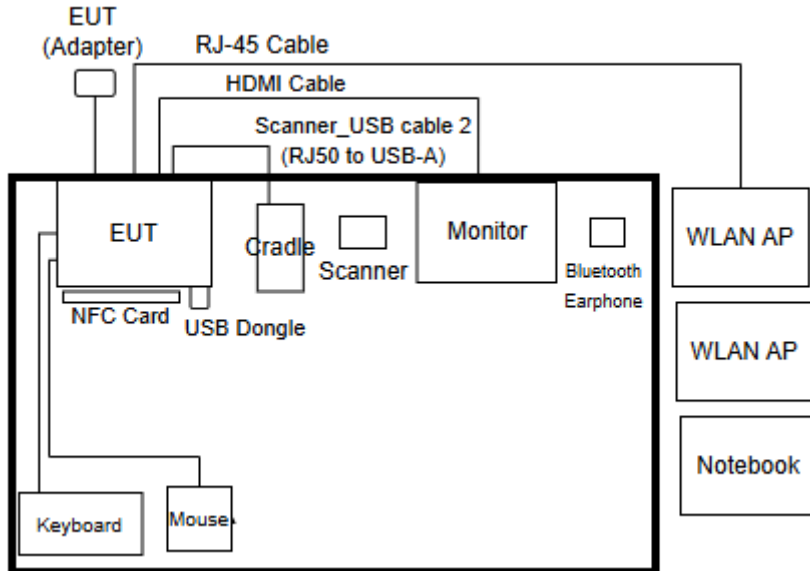 EUT
(Adapter)
RJ-45 Cable
HDMI Cable
Scanner_USB cable 2
(RJ50 to USB-A)
EUT
Cradle
Scanner
Monitor
Bluetooth
Earphone
WLAN AP
NFC Card
USB Dongle
WLAN AP
Notebook
Keyboard
Mouse